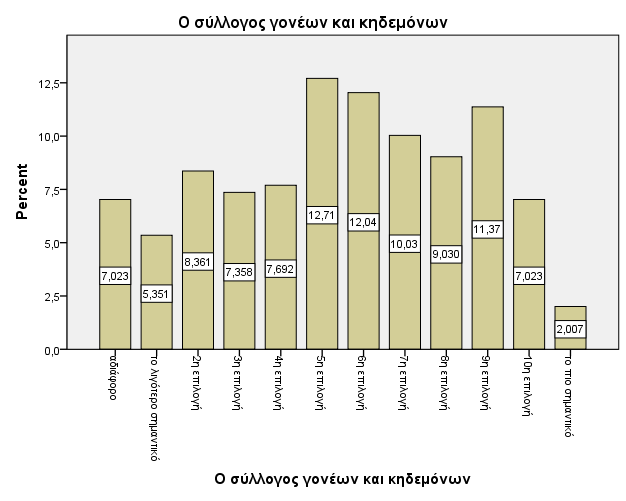 Ο σύλλογος γονέων και κηδεμόνων
Percent
12,5
10,0
7,5
5,0
2,5
0,0
7,023
5,351
8,361
7,358
7,692
12,71
12,04
10,03
9,030
11,37
7,023
2,007
αδιάφορο
το λιγότερο σημαντικό
2η επιλογή
3η επιλογή
4η επιλογή
5η επιλογή
6η επιλογή
7η επιλογή
8η επιλογή
9η επιλογή
10η επιλογή
το πιο σημαντικό
Ο σύλλογος γονέων και κηδεμόνων